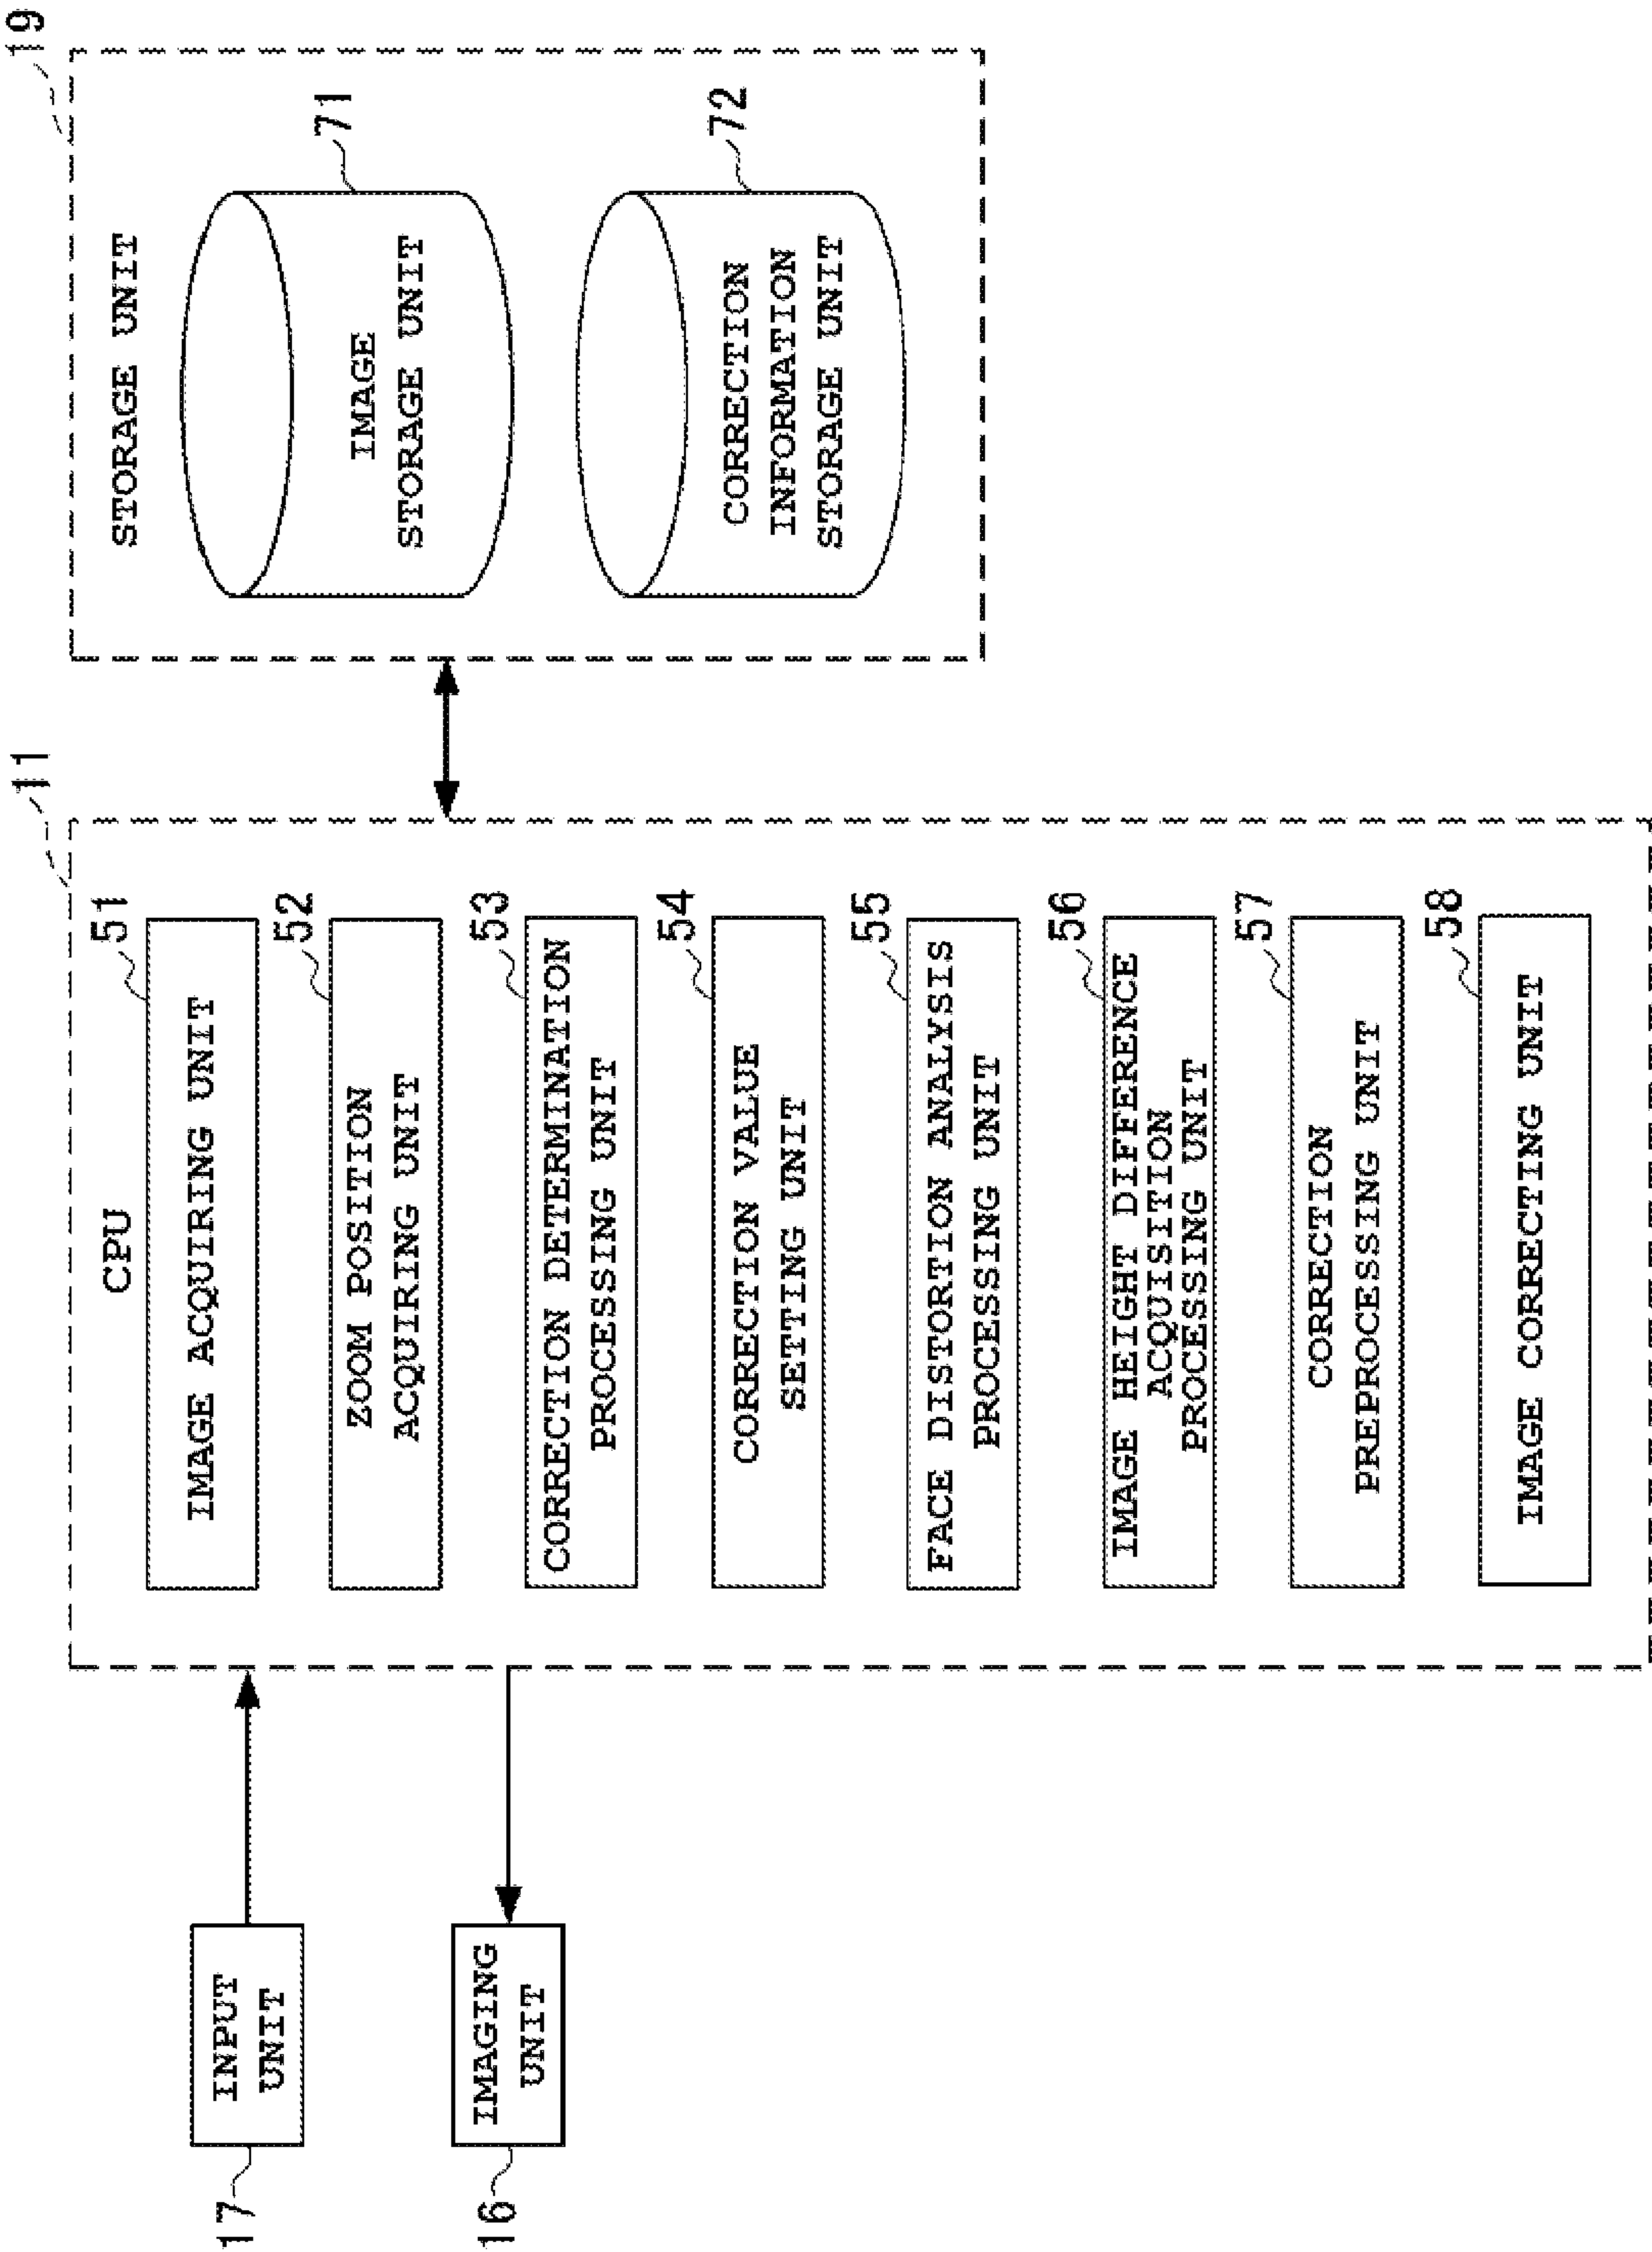 17
INPUT
UNIT
16
IMAGING
UNIT
11
CPU
51
IMAGE ACQUIRING UNIT
52
ZOOM POSITION
ACQUIRING UNIT
53
CORRECTION DETERMINATION
PROCESSING UNIT
54
CORRECTION VALUE
SETTING UNIT
55
FACE DISTORTION ANALYSIS
PROCESSING UNIT
56
IMAGE HEIGHT DIFFERENCE
ACQUISITION
PROCESSING UNIT
57
CORRECTION
PREPROCESSING UNIT
58
IMAGE CORRECTING UNIT
19
STORAGE UNIT
71
IMAGE
STORAGE UNIT
72
CORRECTION
INFORMATION
STORAGE UNIT